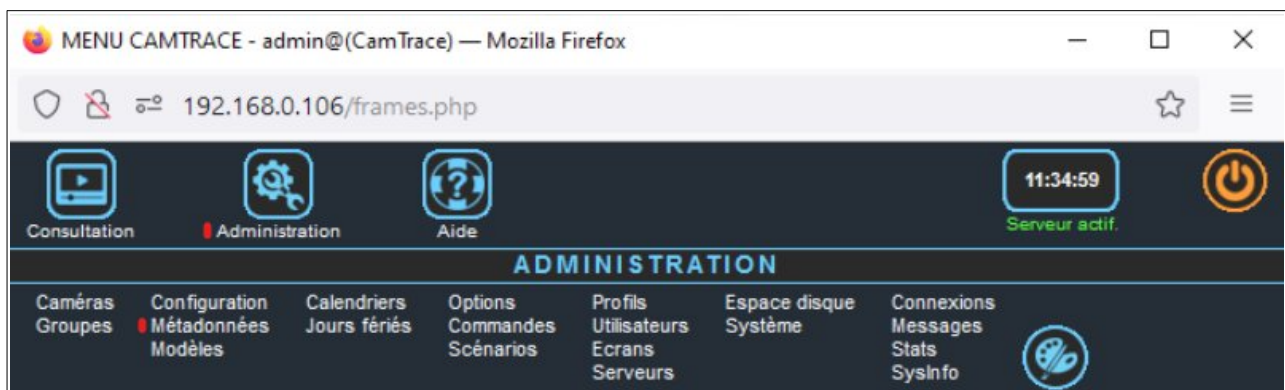 MENU CAMTRACE - admin@(CamTrace) — Mozilla Firefox
192.168.0.106/frames.php
11:34:59
Consultation Administration Aide Serveur actif.
ADMINISTRATION
Caméras Configuration Calendriers Options Profils Espace disque Connexions
Groupes Métadonnées Jours fériés Commandes Utilisateurs Système Messages
Modèles Scénarios Ecrans Stats
Serveurs SysInfo